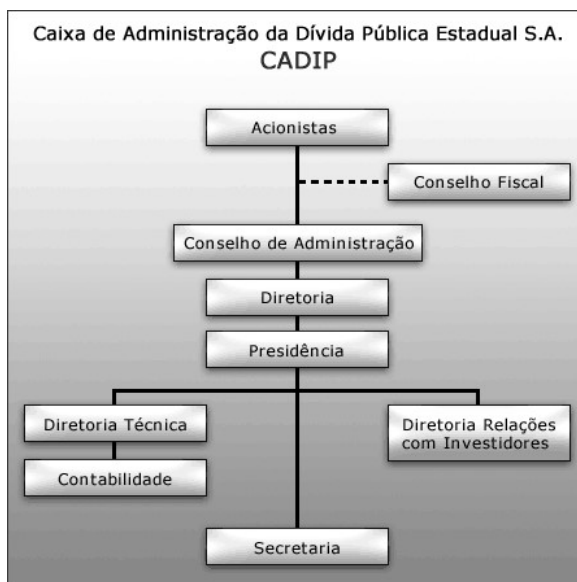 Caixa de Administração da Dívida Pública Estadual S.A.
CADIP
Acionistas
Conselho Fiscal
Conselho de Administração
Diretoria
Presidência
Diretoria Técnica
Diretoria Relações
com Investidores
Contabilidade
Secretaria